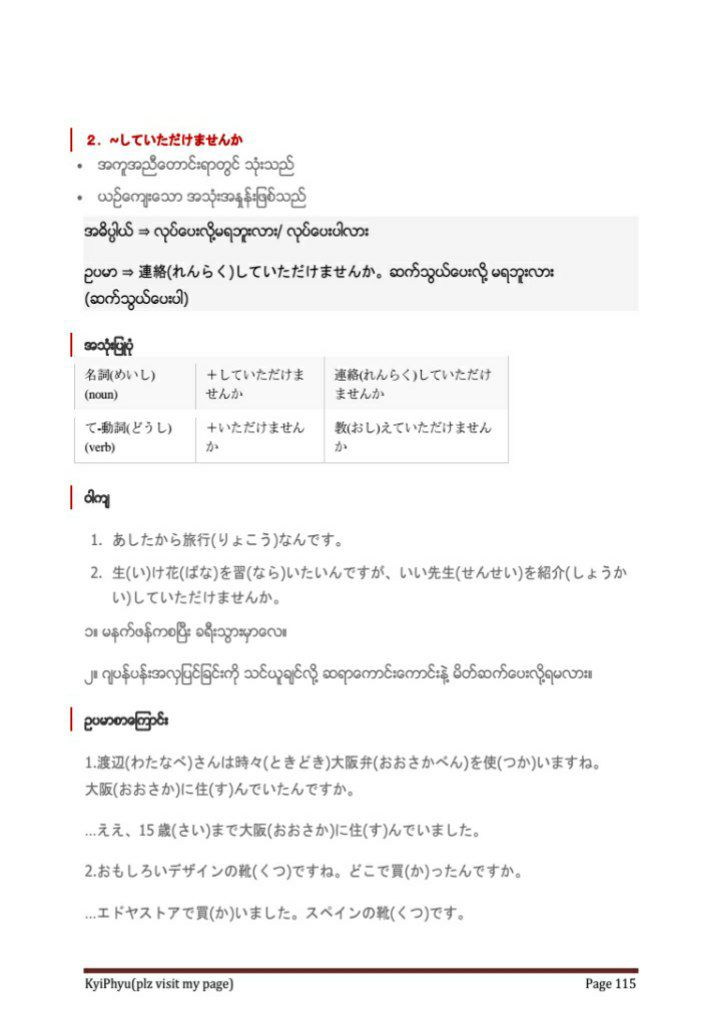 2. ~していただけませんか
• အကူအညီတောင်းရာတွင် သုံးသည်
• ယဉ်ကျေးသော အသုံးအနှုန်းဖြစ်သည်
အဓိပ္ပါယ် ⇒ လုပ်ပေးလို့မရဘူးလား/ လုပ်ပေးပါလား
ဥပမာ ⇒ 連絡(れんらく)していただけませんか。ဆက်သွယ်ပေးလို့ မရဘူးလား
(ဆက်သွယ်ပေးပါ)
အသုံးပြုပုံ
名詞(めいし) +していただけま 連絡(れんらく)していただけ
(noun) せんか ませんか
て-動詞(どうし) +いただけません 教(おし)えていただけません
(verb) か か
ဝါကျ
1. あしたから旅行(りょこう)なんです。
2. 生(い)け花(ばな)を習(なら)いたいんですが、いい先生(せんせい)を紹介(しょうか
い)していただけませんか。
၁။ မနက်ဖန်ကစပြီး ခရီးသွားမှာလေ။
၂။ ဂျပန်ပန်းအလှပြင်ခြင်းကို သင်ယူချင်လို့ ဆရာကောင်းကောင်းနဲ့ မိတ်ဆက်ပေးလို့ရမလား။
ဥပမာစာကြောင်း
1.渡辺(わたなべ)さんは時々(ときどき)大阪弁(おおさかべん)を使(つか)いますね。
大阪(おおさか)に住(す)んでいたんですか。
...ええ、15 歳(さい)まで大阪(おおさか)に住(す)んでいました。
2.おもしろいデザインの靴(くつ)ですね。どこで買(か)ったんですか。
...エドヤストアで買(か)いました。スペインの靴(くつ)です。
KyiPhyu(plz visit my page) Page 115